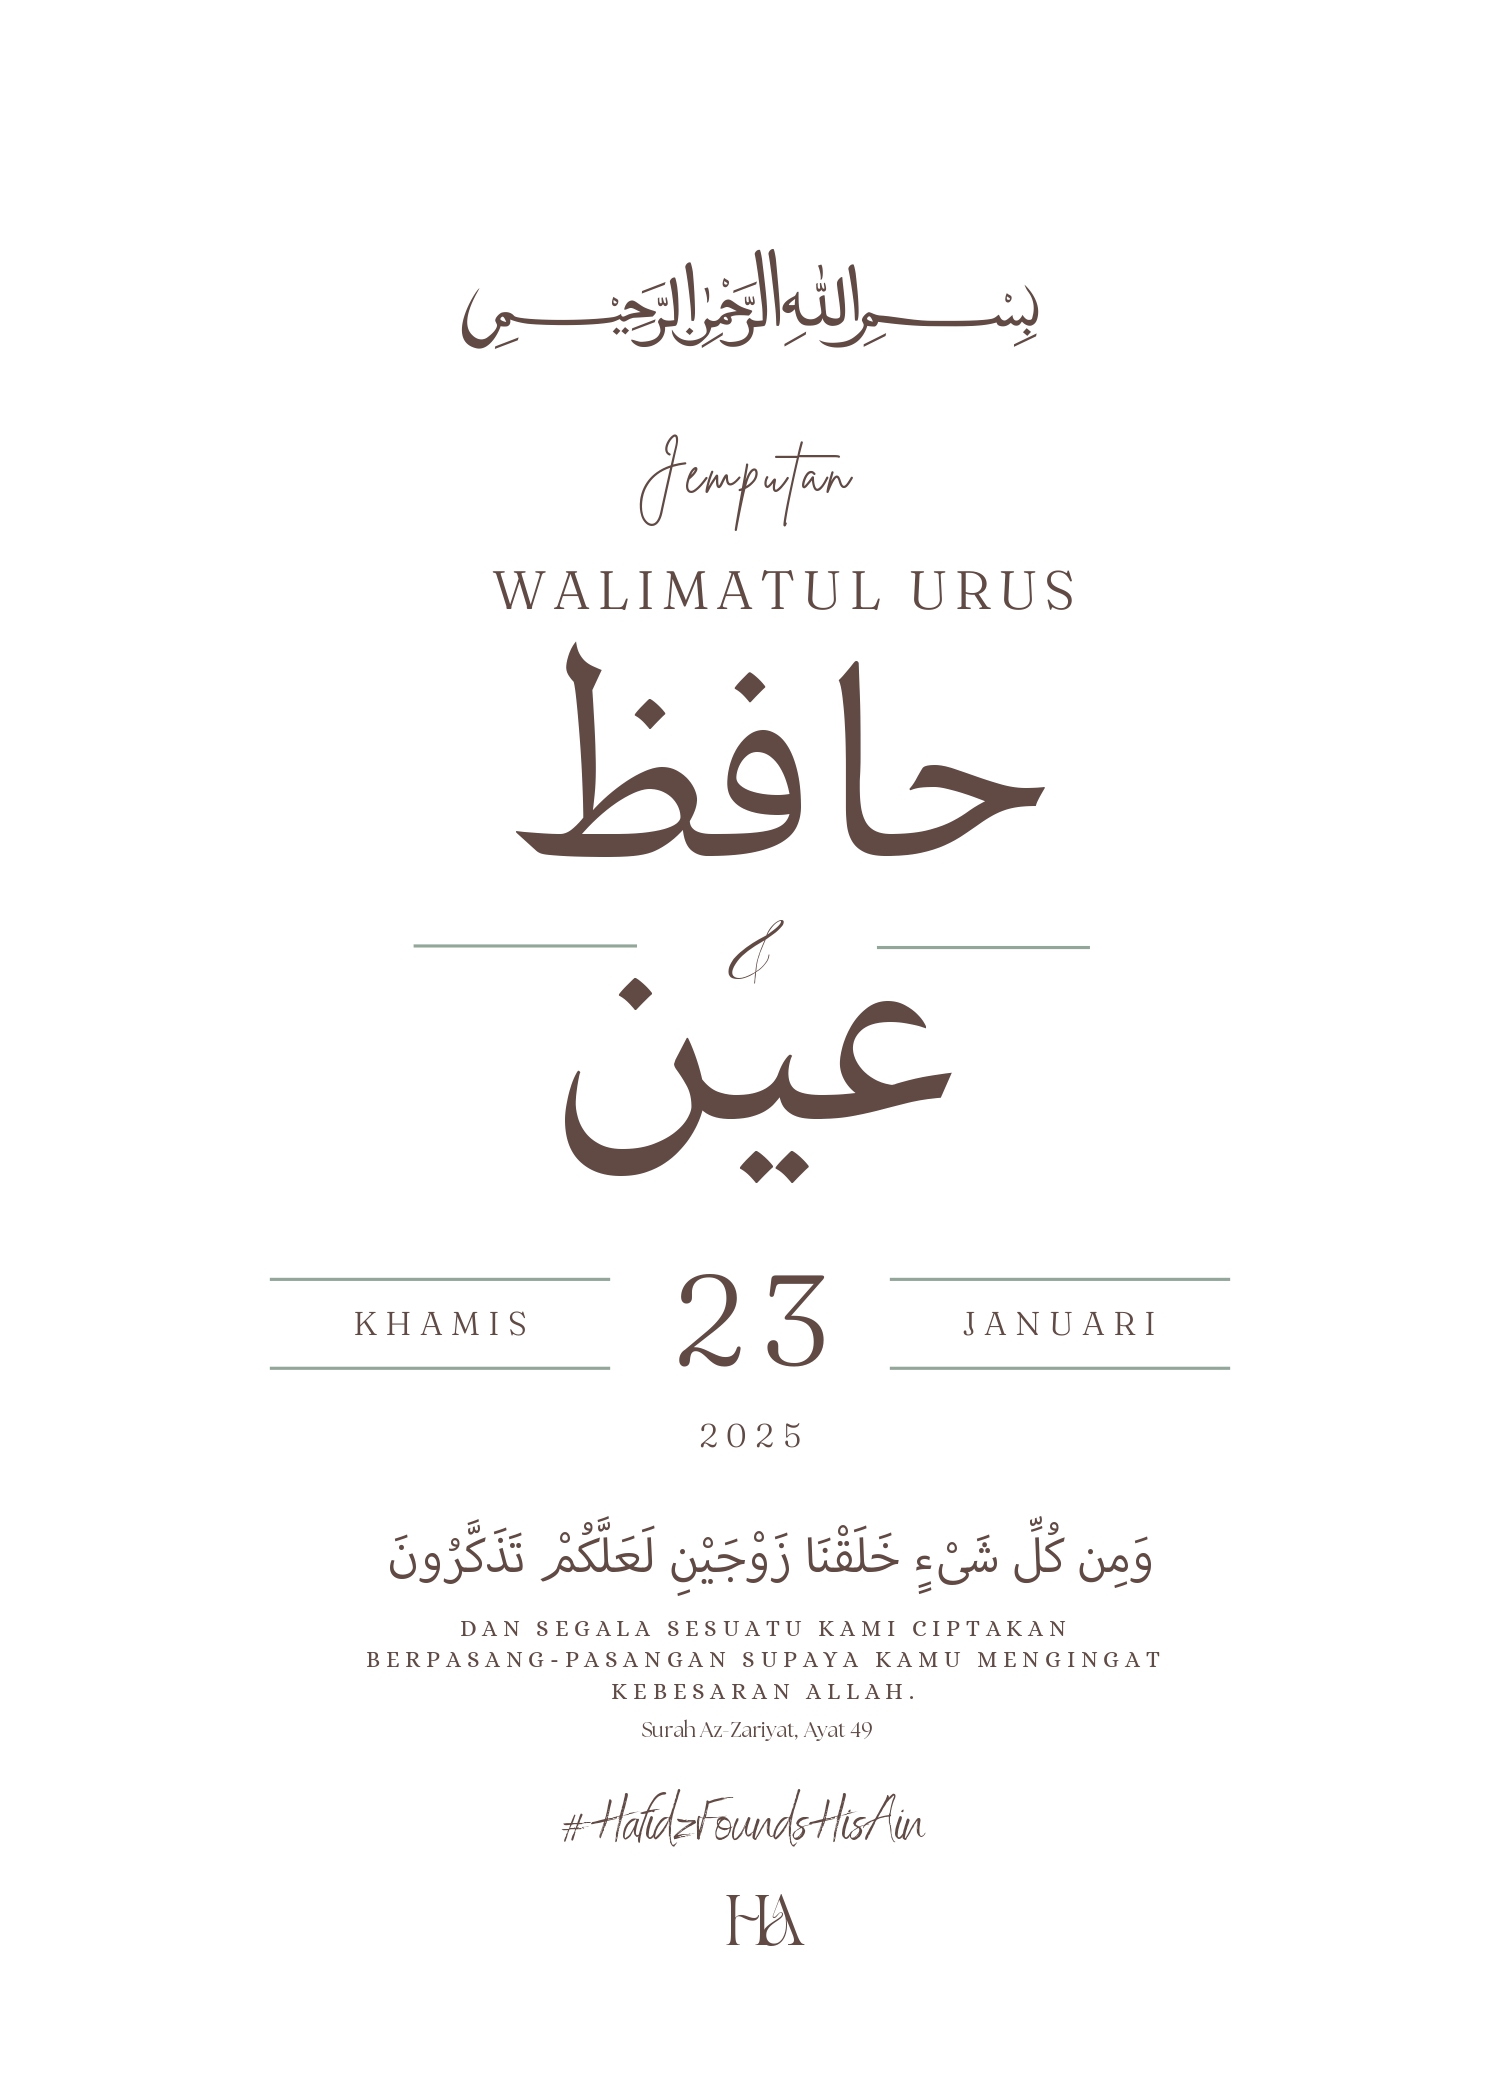 بِسْمِ اللّٰهِ الرَّحْمٰنِ الرَّحِيْمِ
Jemputan
WALIMATUL URUS
حافظ
&
عين
KHAMIS 23 JANUARI
2025
وَمِن كُلِّ شَىْءٍ خَلَقْنَا زَوْجَيْنِ لَعَلَّكُمْ تَذَكَّرُونَ
DAN SEGALA SESUATU KAMI CIPTAKAN
BERPASANG-PASANGAN SUPAYA KAMU MENGINGAT
KEBESARAN ALLAH.
Surah Az-Zariyat, Ayat 49
#HafidzFoundsHisAin
HA